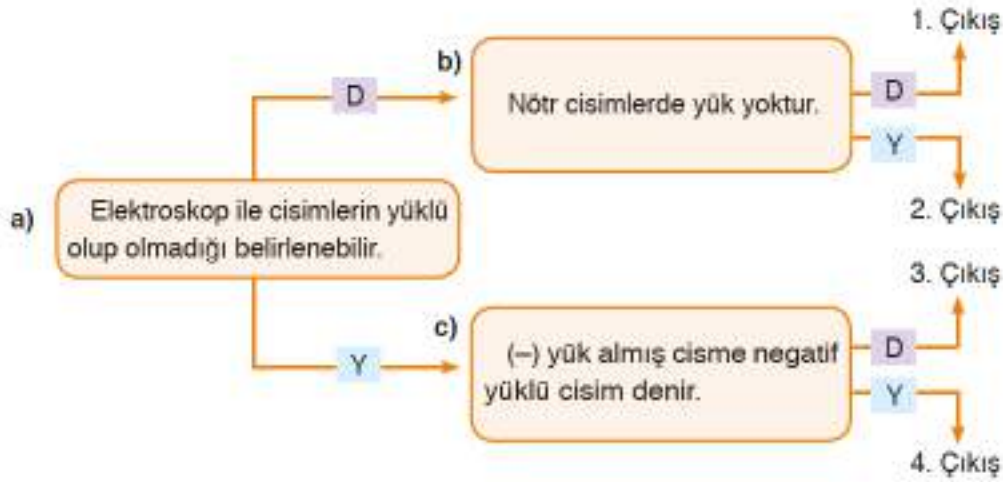 a)
Elektroskop ile cisimlerin yüklü
olup olmadığı belirlenebilir.
D
b)
Nötr cisimlerde yük yoktur.
D
1. Çıkış
Y
2. Çıkış
Y
c)
(–) yük almış cisme negatif
yüklü cisim denir.
D
3. Çıkış
Y
4. Çıkış